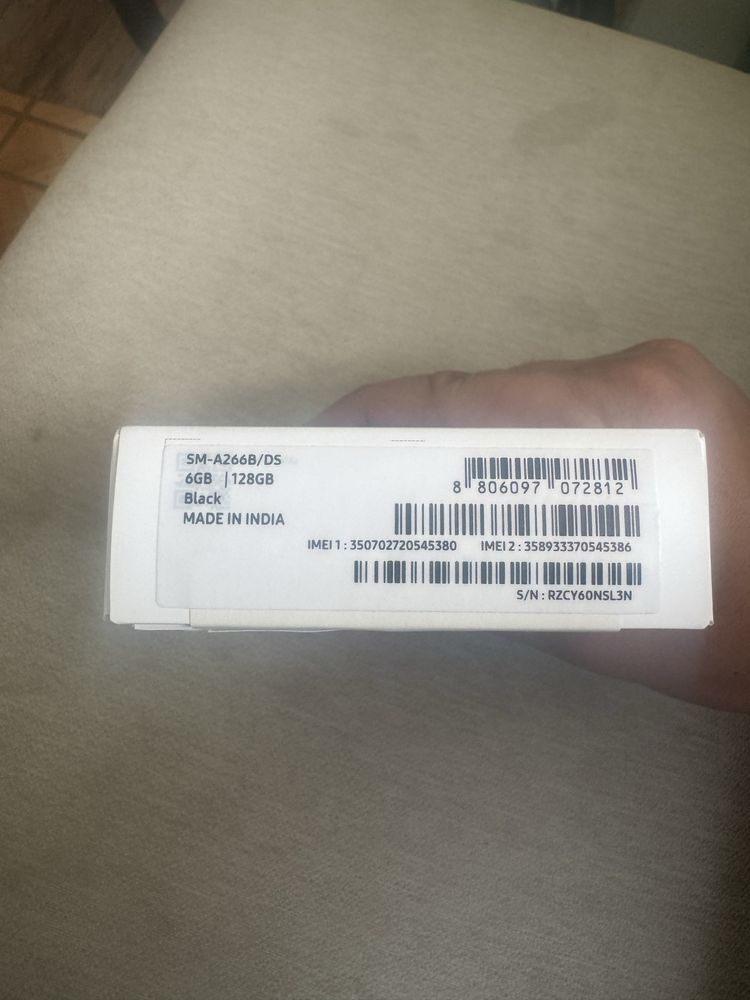 SM-A266B/DS
6GB | 128GB
Black
MADE IN INDIA
8 806097 072812
IMEI 1 : 350702720545380 IMEI 2 : 358933370545386
S/N : RZCY60NSL3N